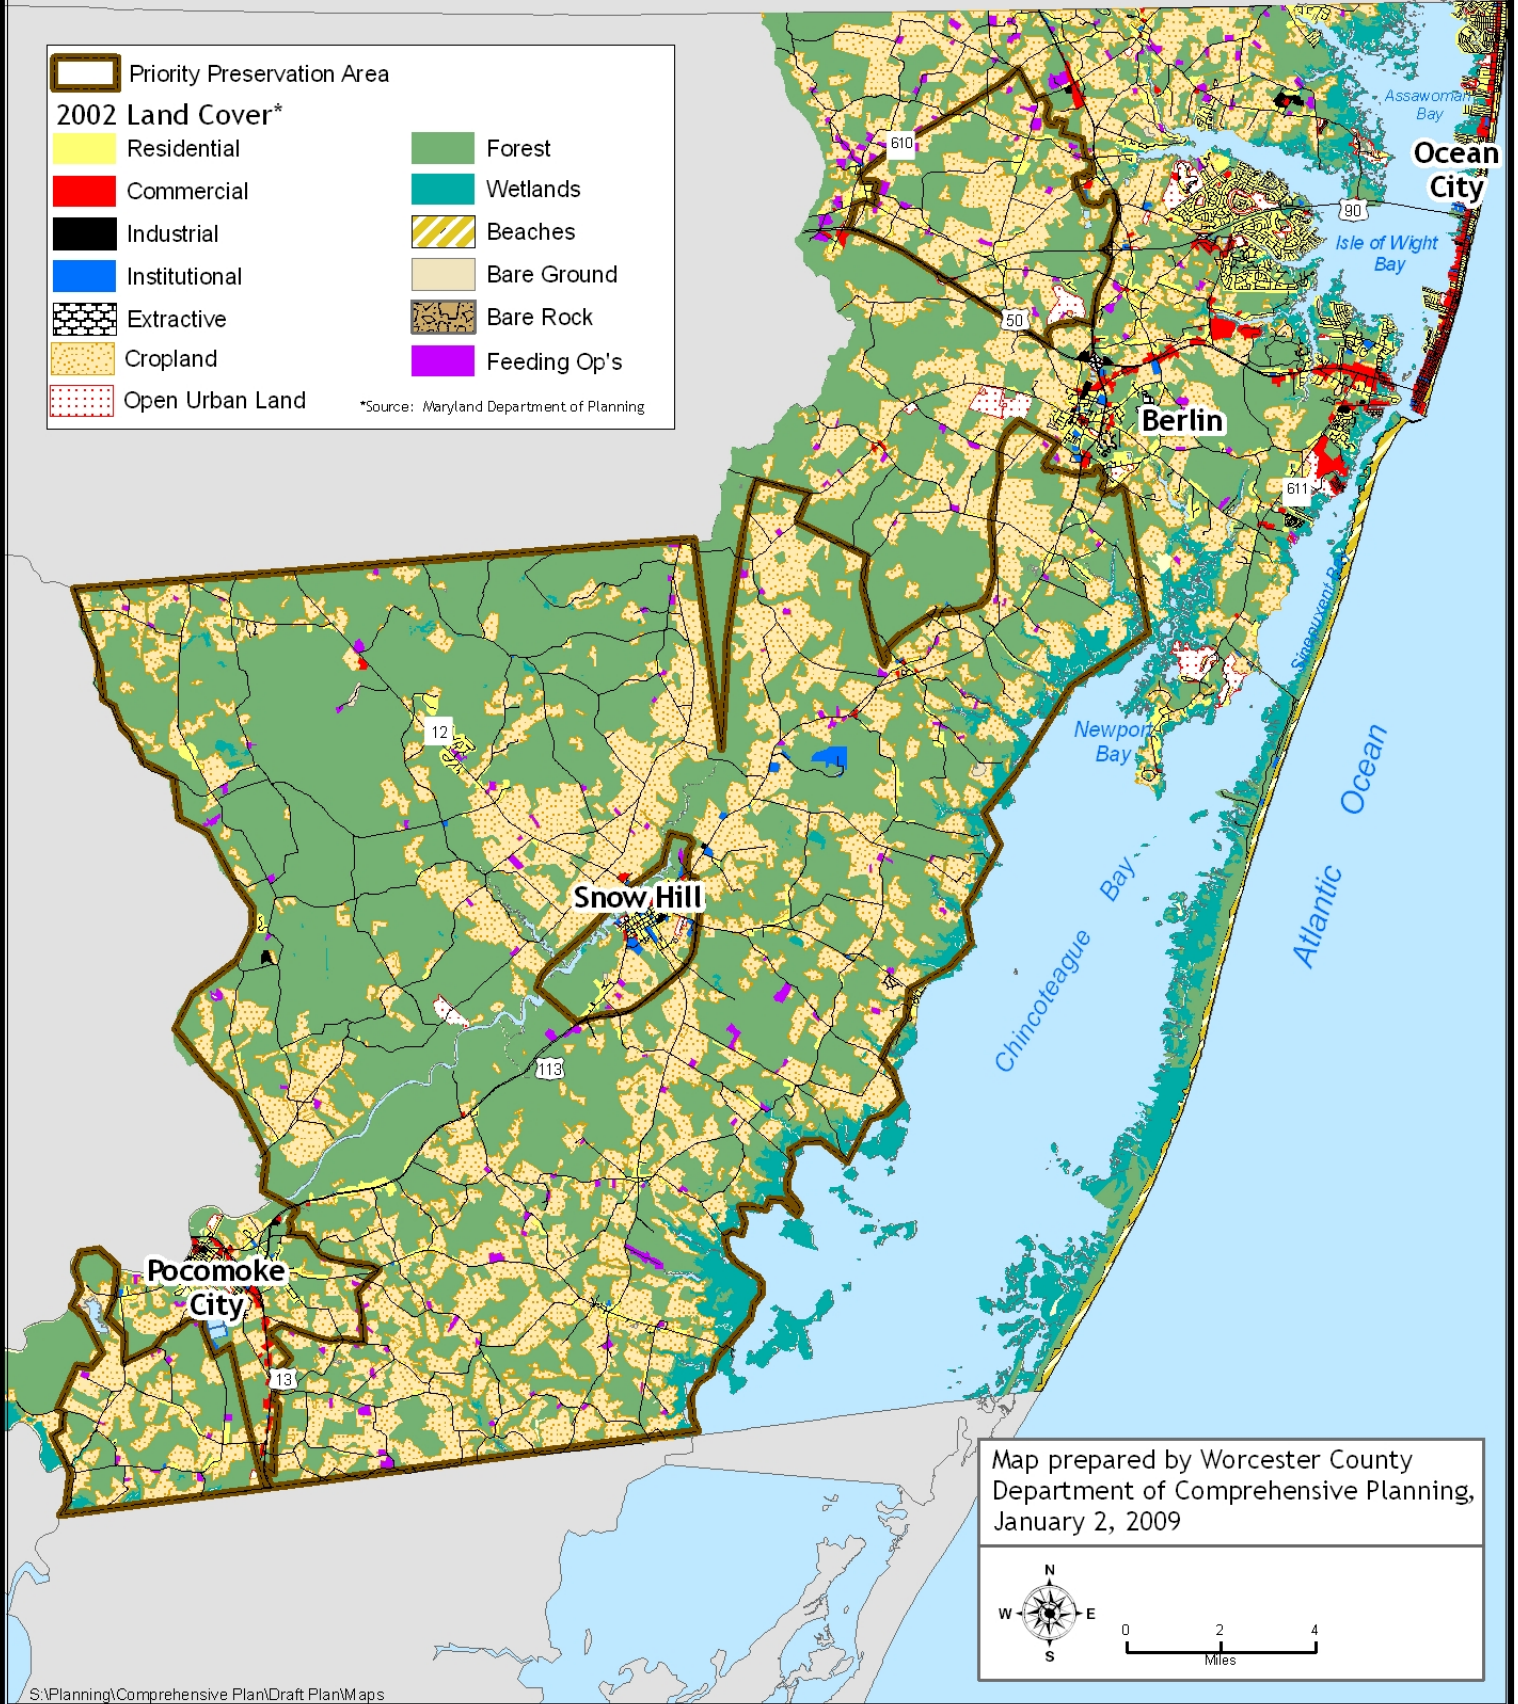 Priority Preservation Area
2002 Land Cover*
Residential
Commercial
Industrial
Institutional
Extractive
Cropland
Open Urban Land
Forest
Wetlands
Beaches
Bare Ground
Bare Rock
Feeding Op's
*Source: Maryland Department of Planning
610
Assawoman
Bay
Ocean
City
90
Isle of Wight
Bay
50
Berlin
611
Sinepuxent
12
Newport
Bay
Atlantic Ocean
Snow Hill
Chincoteague Bay
113
Pocomoke
City
13
Map prepared by Worcester County
Department of Comprehensive Planning,
January 2, 2009
N
W
E
S
0 2 4
Miles
S:\Planning\Comprehensive Plan\Draft Plan\Maps